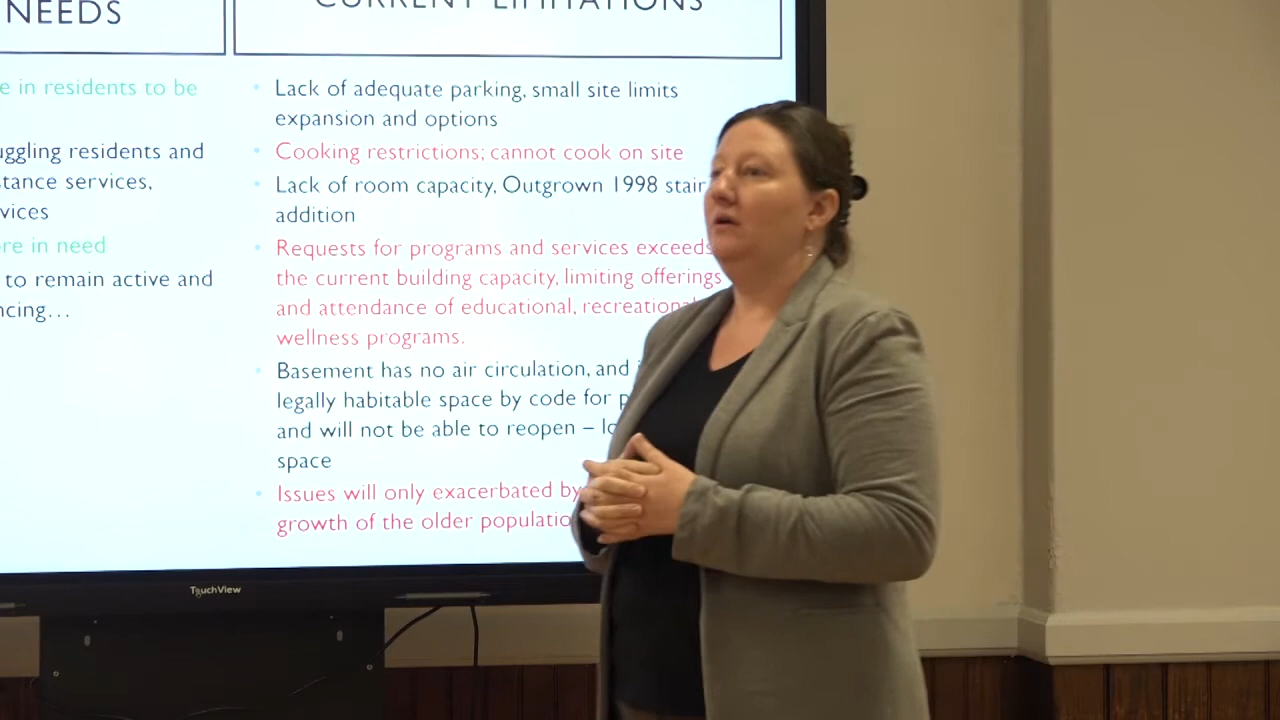 NEEDS
CURRENT LIMITATIONS
e in residents to be
uggling residents and
tance services,
vices
re in need
to remain active and
ncing…
• Lack of adequate parking, small site limits
expansion and options
• Cooking restrictions; cannot cook on site
• Lack of room capacity, Outgrown 1998 stair
addition
• Requests for programs and services exceeds
the current building capacity, limiting offerings
and attendance of educational, recreational
wellness programs.
• Basement has no air circulation, and
legally habitable space by code for
and will not be able to reopen –
space
• Issues will only exacerbated by
growth of the older populatio
TouchView